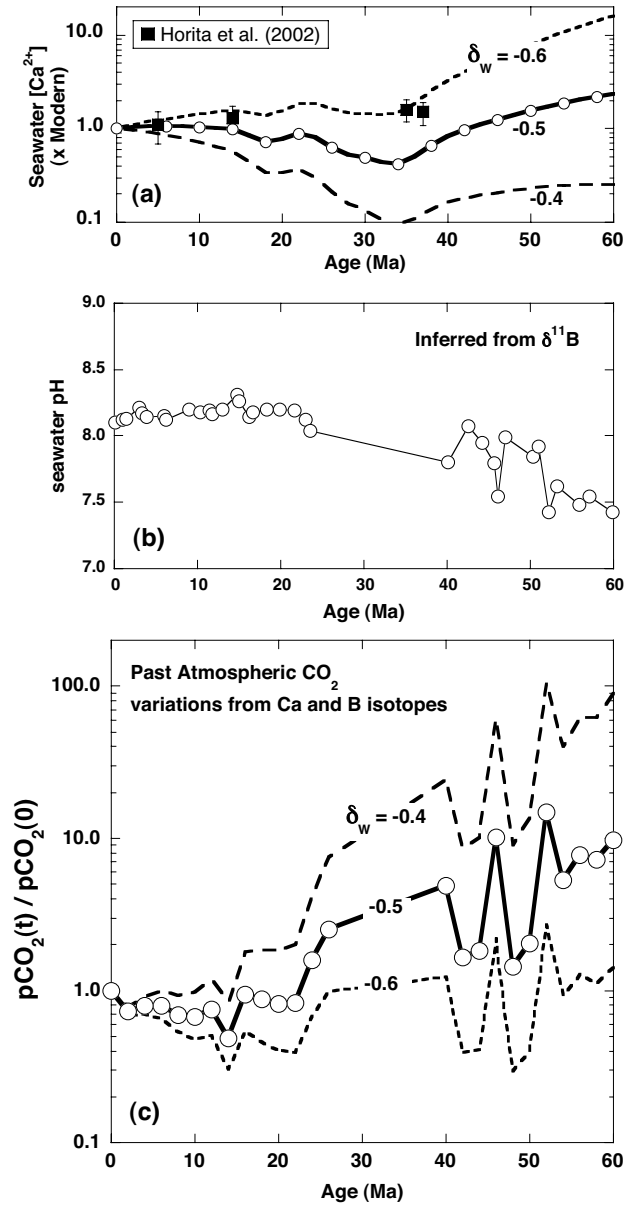 Horita et al. (2002)
δw = -0.6
-0.5
-0.4
Seawater [Ca2+]
(x Modern)
10.0
1.0
0.1
(a)
0 10 20 30 40 50 60
Age (Ma)
9.0
8.5
8.0
7.5
7.0
seawater pH
Inferred from δ11B
(b)
0 10 20 30 40 50 60
Age (Ma)
Past Atmospheric CO2
variations from Ca and B isotopes
100.0
10.0
1.0
0.1
pCO2(t) / pCO2(0)
δw = -0.4
-0.5
-0.6
(c)
0 10 20 30 40 50 60
Age (Ma)